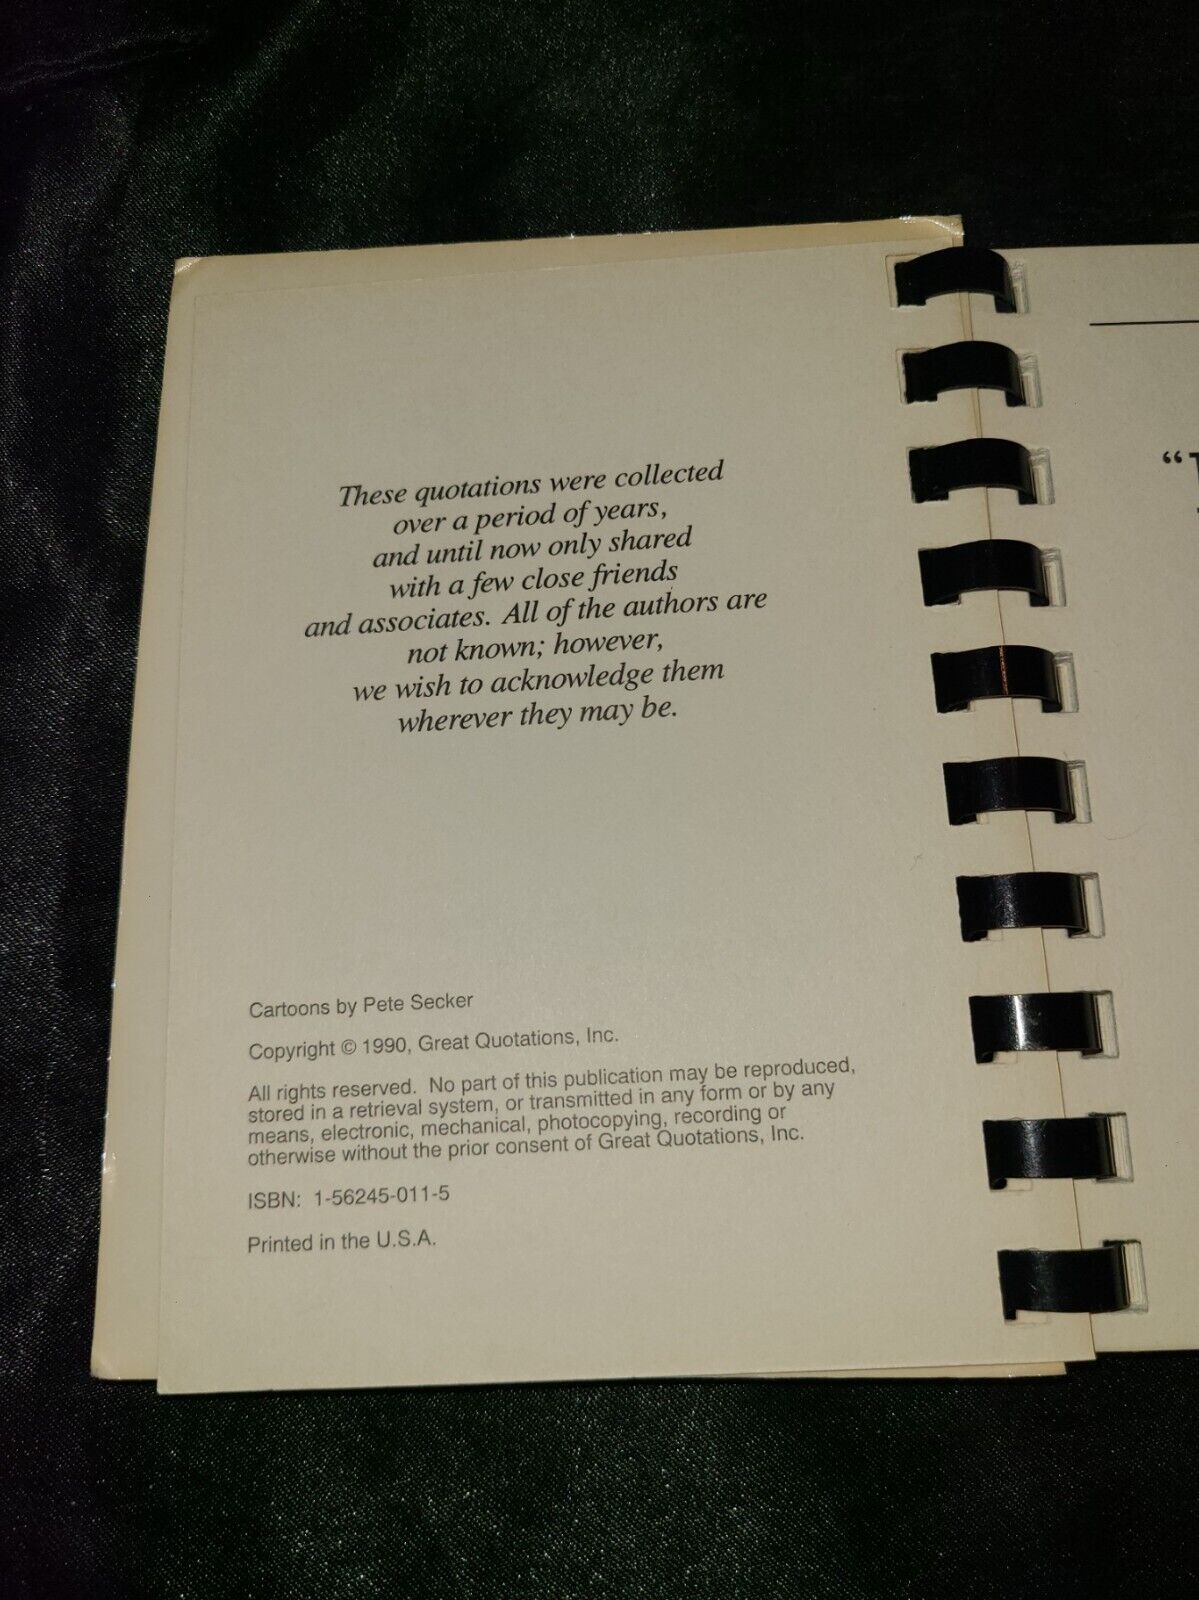 These quotations were collected
over a period of years,
and until now only shared
with a few close friends
and associates. All of the authors are
not known; however,
we wish to acknowledge them
wherever they may be.
Cartoons by Pete Secker
Copyright © 1990, Great Quotations, Inc.
All rights reserved. No part of this publication may be reproduced,
stored in a retrieval system, or transmitted in any form or by any
means, electronic, mechanical, photocopying, recording or
otherwise without the prior consent of Great Quotations, Inc.
ISBN: 1-56245-011-5
Printed in the U.S.A.